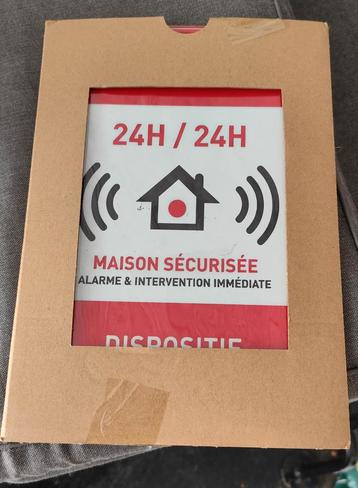 24H / 24H
MAISON SÉCURISÉE
ALARME & INTERVENTION IMMÉDIATE
DISPOSITIF